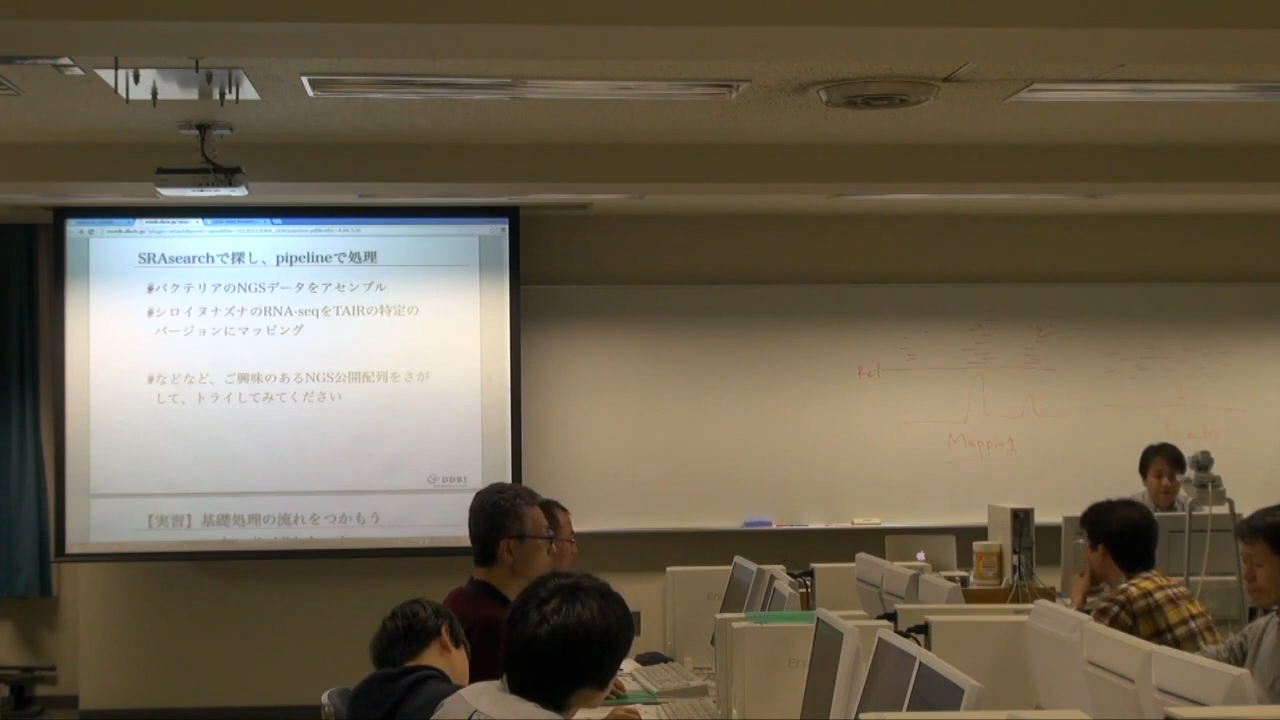 SRAsearchで探し、pipelineで処理
#バクテリアのNGSデータをアセンブル
#シロイヌナズナのRNA-seqをTAIRの特定の
バージョンにマッピング
#などなど、ご興味のあるNGS公開配列をさが
して、トライしてみてください
DDBJ
【実習】基礎処理の流れをつかもう
Ref
Mapping